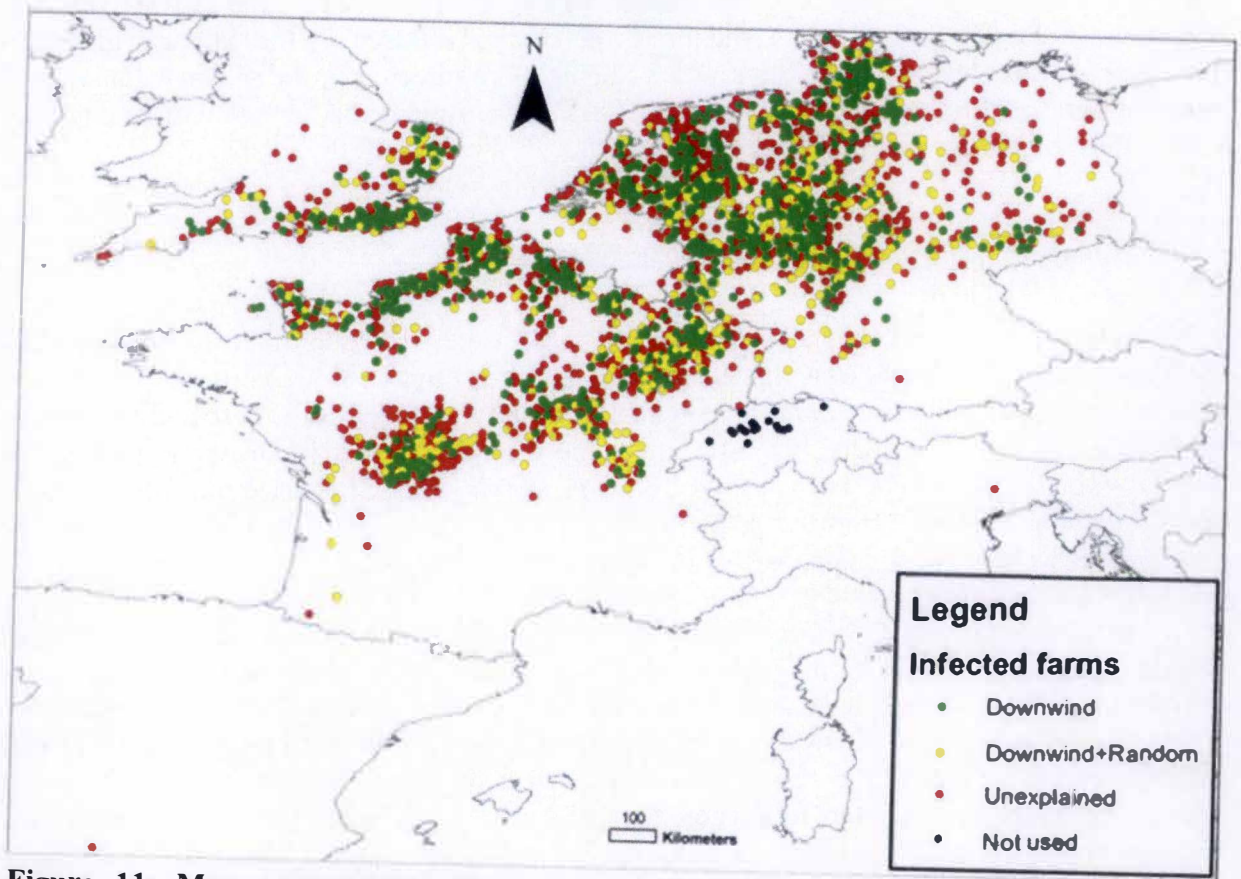 N
Legend
Infected farms
Downwind
Downwind+Random
Unexplained
Not used
100
Kilometers
Figure 11